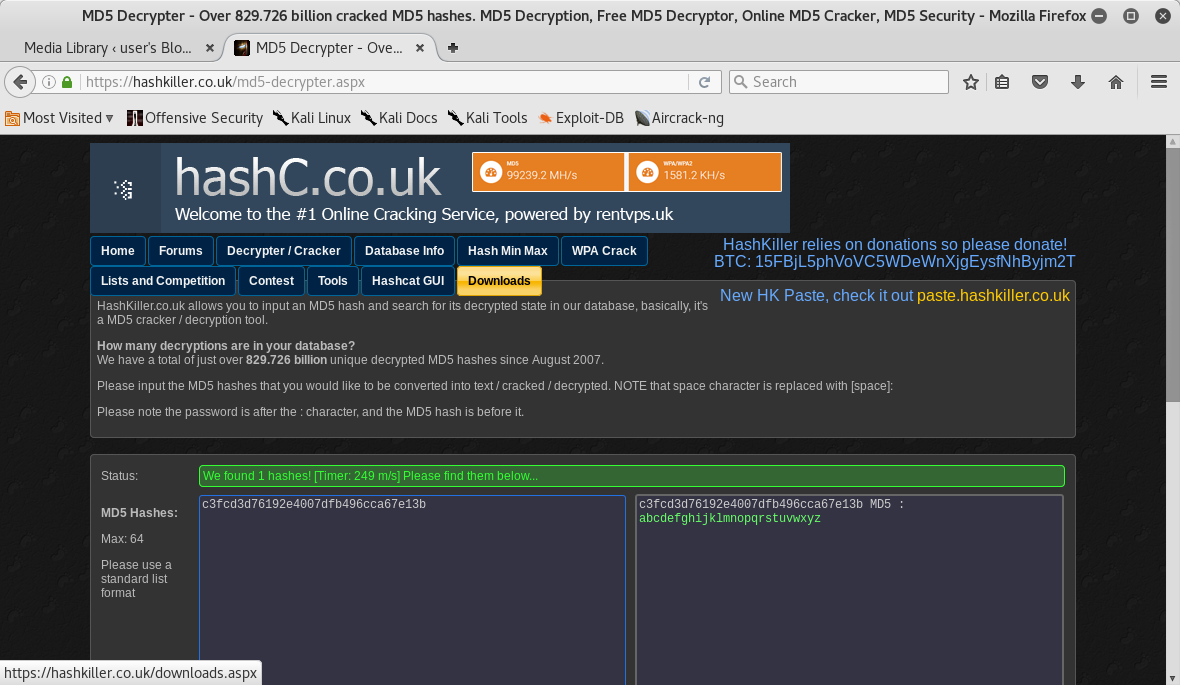 MD5 Decrypter - Over 829.726 billion cracked MD5 hashes. MD5 Decryption, Free MD5 Decryptor, Online MD5 Cracker, MD5 Security - Mozilla Firefox
Media Library ‹ user's Blo...
MD5 Decrypter - Ove...
https://hashkiller.co.uk/md5-decrypter.aspx
Search
Most Visited
Offensive Security
Kali Linux
Kali Docs
Kali Tools
Exploit-DB
Aircrack-ng
hashC.co.uk
Welcome to the #1 Online Cracking Service, powered by rentvps.uk
MD5
99239.2 MH/s
WPA/WPA2
1581.2 KH/s
Home
Forums
Decrypter / Cracker
Database Info
Hash Min Max
WPA Crack
Lists and Competition
Contest
Tools
Hashcat GUI
Downloads
HashKiller relies on donations so please donate!
BTC: 15FBjL5phVoVC5WDeWnXjgEysfNhByjm2T
New HK Paste, check it out paste.hashkiller.co.uk
HashKiller.co.uk allows you to input an MD5 hash and search for its decrypted state in our database, basically, it's
a MD5 cracker / decryption tool.
How many decryptions are in your database?
We have a total of just over 829.726 billion unique decrypted MD5 hashes since August 2007.
Please input the MD5 hashes that you would like to be converted into text / cracked / decrypted. NOTE that space character is replaced with [space]:
Please note the password is after the : character, and the MD5 hash is before it.
Status:
We found 1 hashes! [Timer: 249 m/s] Please find them below...
MD5 Hashes:
Max: 64
Please use a
standard list
format
c3fcd3d76192e4007dfb496cca67e13b
c3fcd3d76192e4007dfb496cca67e13b MD5 :
abcdefghijklmnopqrstuvwxyz
https://hashkiller.co.uk/downloads.aspx